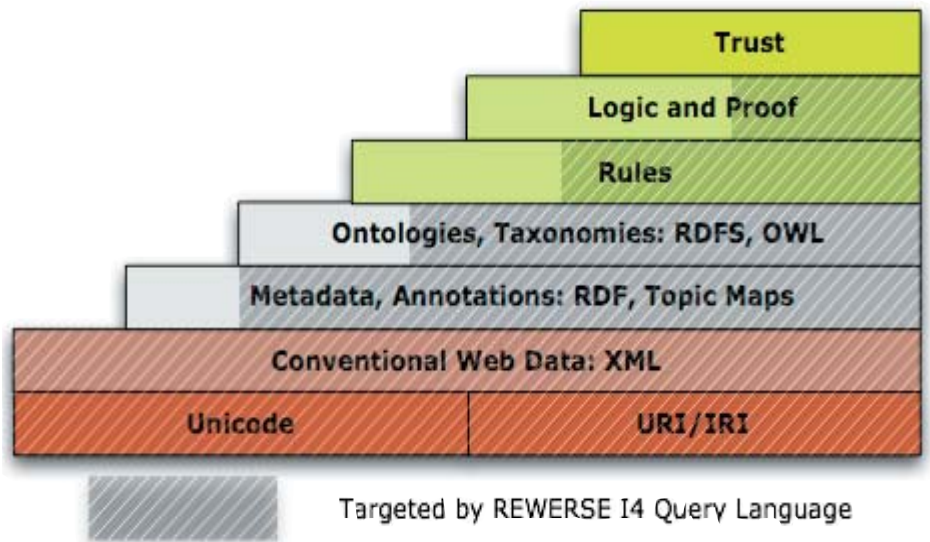 Trust
Logic and Proof
Rules
Ontologies, Taxonomies: RDFS, OWL
Metadata, Annotations: RDF, Topic Maps
Conventional Web Data: XML
Unicode URI/IRI
Targeted by REWERSE I4 Query Language